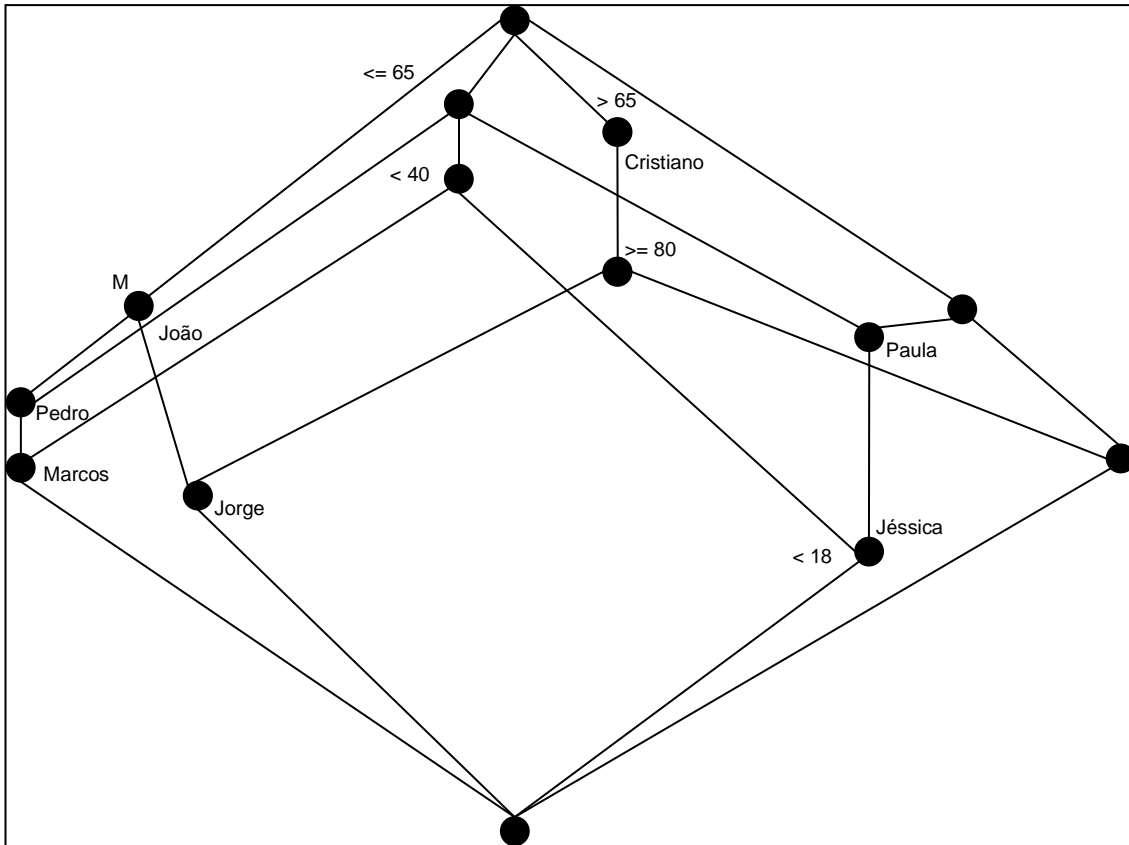 <= 65
> 65
Cristiano
< 40
>= 80
M
João
Paula
Pedro
Marcos
Jorge
Jéssica
< 18